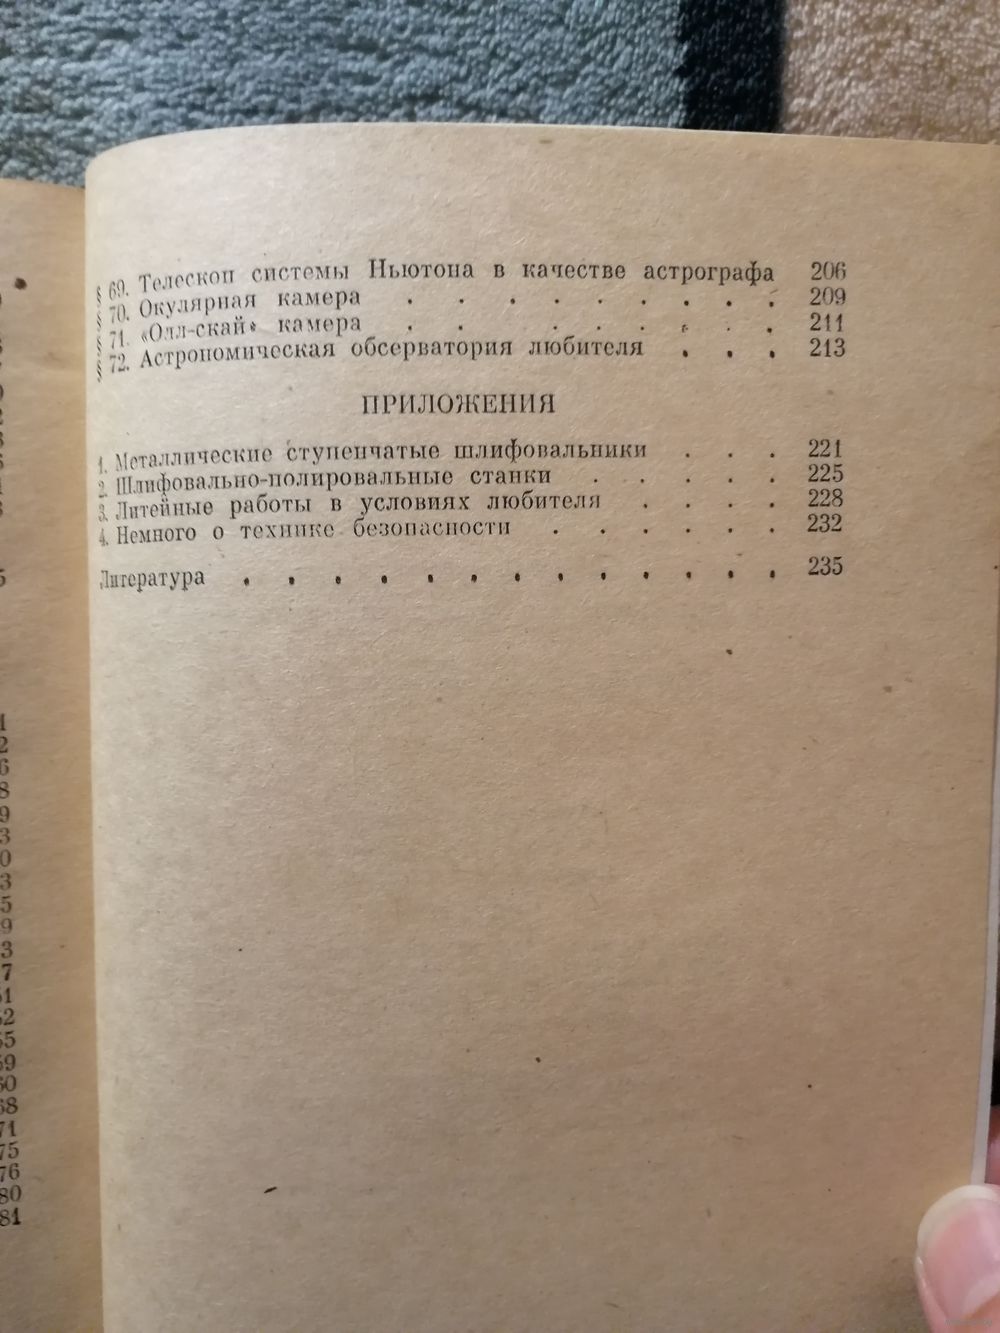 § 69. Телескоп системы Ньютона в качестве астрографа 206
§ 70. Окулярная камера . . . . . . . . . 209
§ 71. «Олл-скай» камера . . . . . . . . 211
§ 72. Астрономическая обсерватория любителя . . . 213
ПРИЛОЖЕНИЯ
1. Металлические ступенчатые шлифовальники . . . 221
2. Шлифовально-полировальные станки . . . . . 225
3. Литейные работы в условиях любителя . . . . 228
4. Немного о технике безопасности . . . . . . 232
Литература . . . . . . . . . . . . . 235